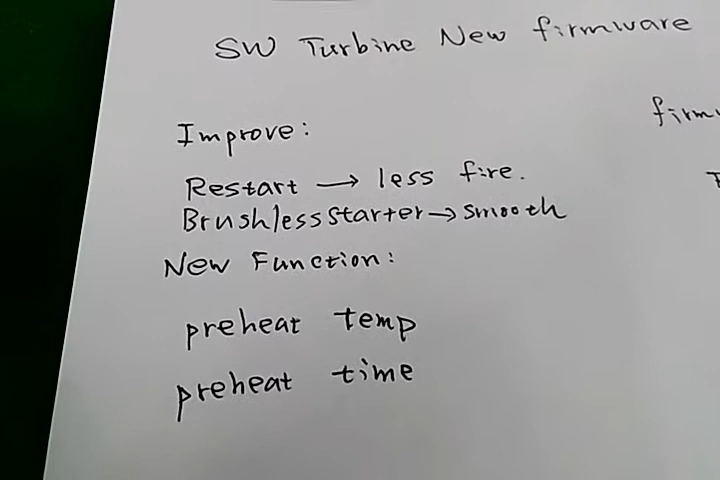 SW Turbine New firmware
Improve:
Restart → less fire.
Brushless starter → smooth
New Function:
preheat temp
preheat time